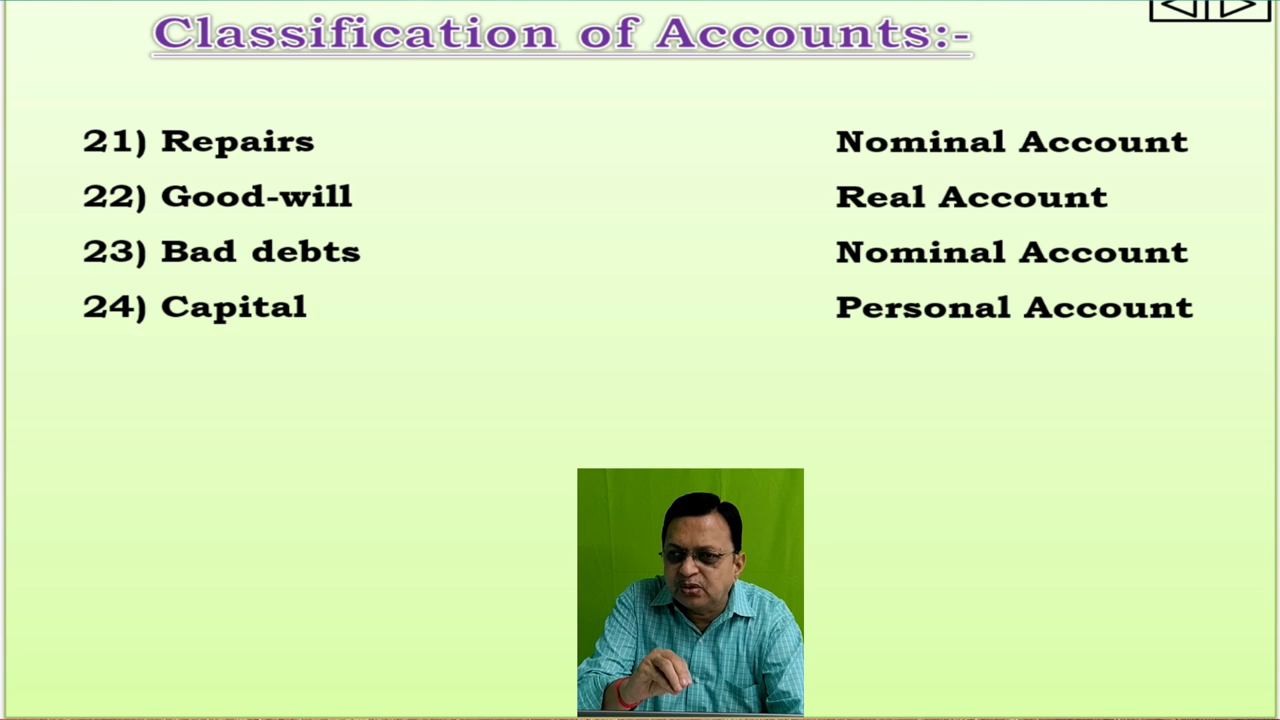 Classification of Accounts:-
21) Repairs Nominal Account
22) Good-will Real Account
23) Bad debts Nominal Account
24) Capital Personal Account